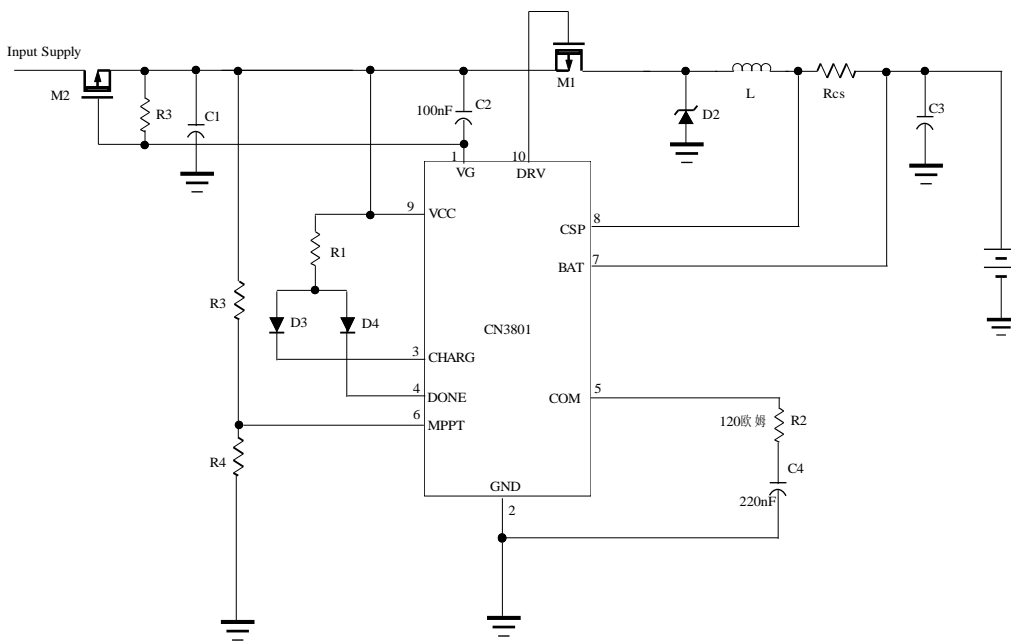 Input Supply
M2
R3
C1
100nF
C2
M1
D2
L
Rcs
C3
1
VG
10
DRV
9
VCC
R1
CSP
8
BAT
7
R3
D3
D4
CN3801
3
CHARG
4
DONE
6
MPPT
COM
5
120欧姆
R2
R4
C4
220nF
GND
2